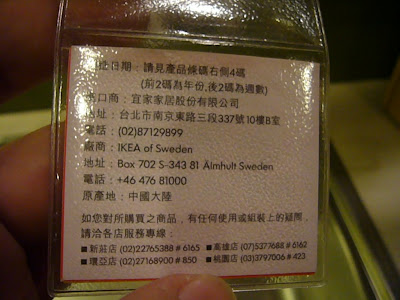 日期：請見產品條碼右側4碼
(前2碼為年份,後2碼為週數)
口商：宜家家居股份有限公司
址：台北市南京東路三段337號10樓B室
電話：(02)87129899
廠商：IKEA of Sweden
地址：Box 702 S-343 81 Älmhult Sweden
電話：+46 476 81000
原產地：中國大陸
如您對所購買之商品，有任何使用或組裝上的疑問，
請洽各店服務專線：
■新莊店 (02)22765388＃6165 ■高雄店 (07)5377688＃6162
■環亞店 (02)27168900＃850 ■桃園店 (03)3797006＃423